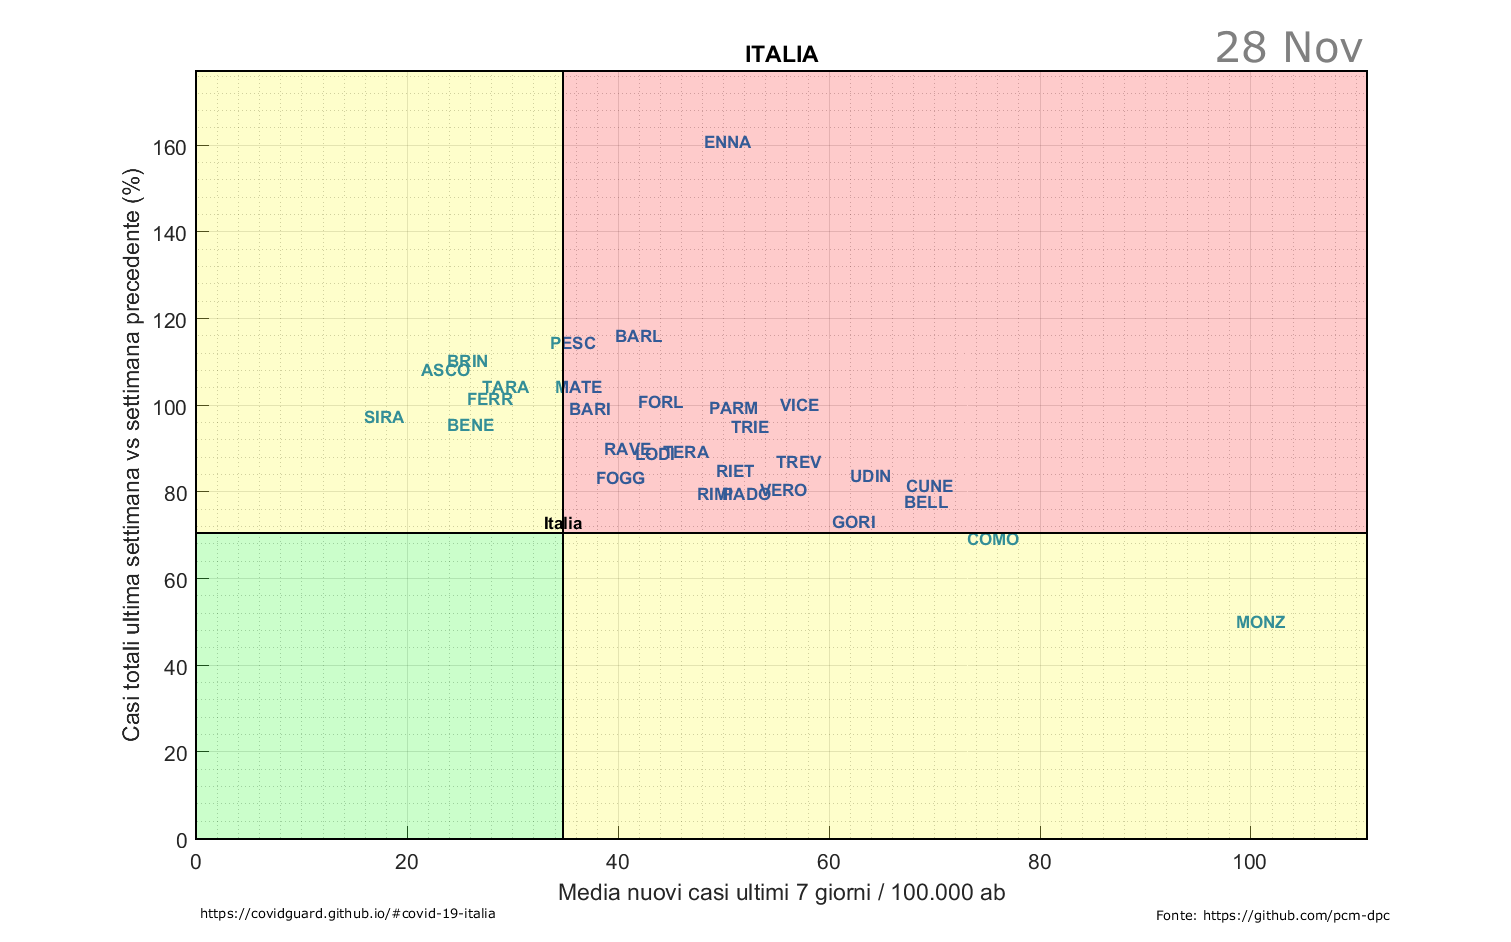 28 Nov
ITALIA
Casi totali ultima settimana vs settimana precedente (%)
160
140
120
100
80
60
40
20
0
ENNA
BARL
PESC
BRIN
ASCO
TARA
MATE
FERR
FORL
VICE
PARM
BARI
SIRA
BENE
TRIE
RAVE
LODI
TERA
TREV
RIET
FOGG
UDIN
CUNE
VERO
RIMI
PADO
BELL
GORI
Italia
COMO
MONZ
0 20 40 60 80 100
Media nuovi casi ultimi 7 giorni / 100.000 ab
https://covidguard.github.io/#covid-19-italia
Fonte: https://github.com/pcm-dpc